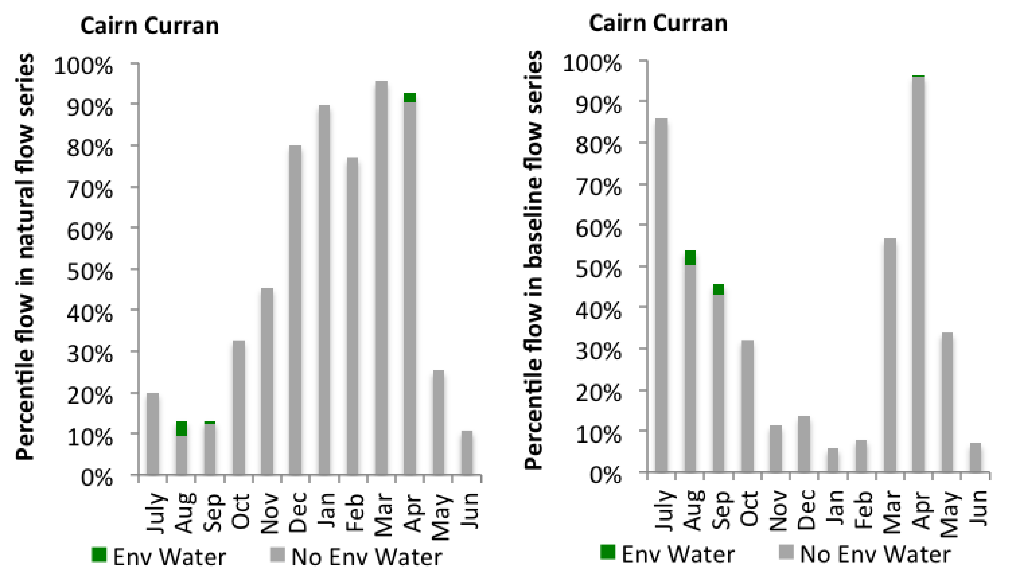 Cairn Curran
Percentile flow in natural flow series
100%
90%
80%
70%
60%
50%
40%
30%
20%
10%
0%
July Aug Sep Oct Nov Dec Jan Feb Mar Apr May Jun
Env Water No Env Water
Cairn Curran
Percentile flow in baseline flow series
100%
90%
80%
70%
60%
50%
40%
30%
20%
10%
0%
July Aug Sep Oct Nov Dec Jan Feb Mar Apr May Jun
Env Water No Env Water